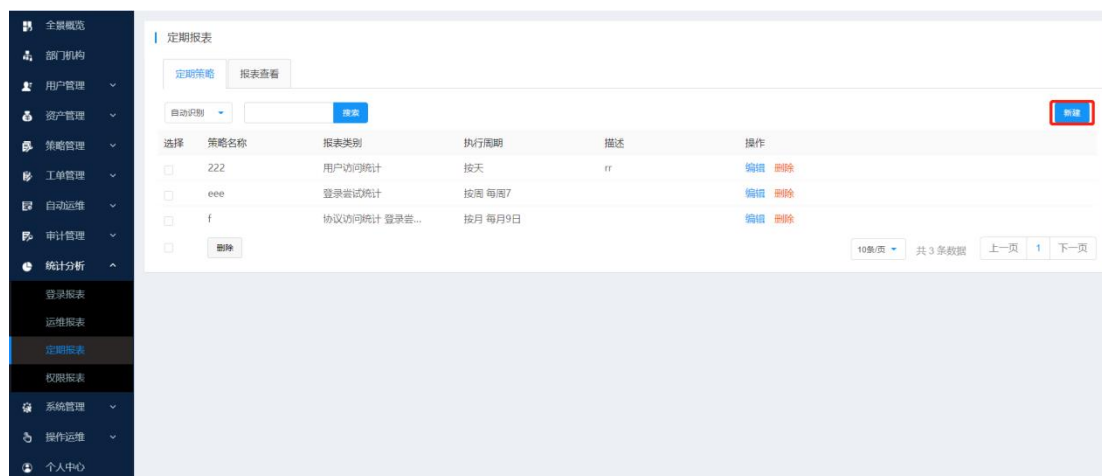 全景概览
部门机构
用户管理
资产管理
策略管理
工单管理
自动运维
审计管理
统计分析
登录报表
运维报表
定期报表
权限报表
系统管理
操作运维
个人中心
定期报表
定期策略 报表查看
自动识别 搜索 新建
选择 策略名称 报表类别 执行周期 描述 操作
222 用户访问统计 按天 rr 编辑 删除
eee 登录尝试统计 按周 每周7 编辑 删除
f 协议访问统计 登录尝... 按月 每月9日 编辑 删除
删除 10条/页 共 3 条数据 上一页 1 下一页